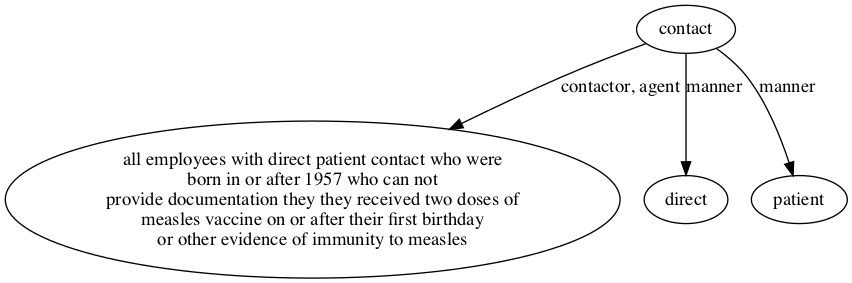 contact
contactor, agent
manner
manner
all employees with direct patient contact who were
born in or after 1957 who can not
provide documentation they they received two doses of
measles vaccine on or after their first birthday
or other evidence of immunity to measles
direct
patient